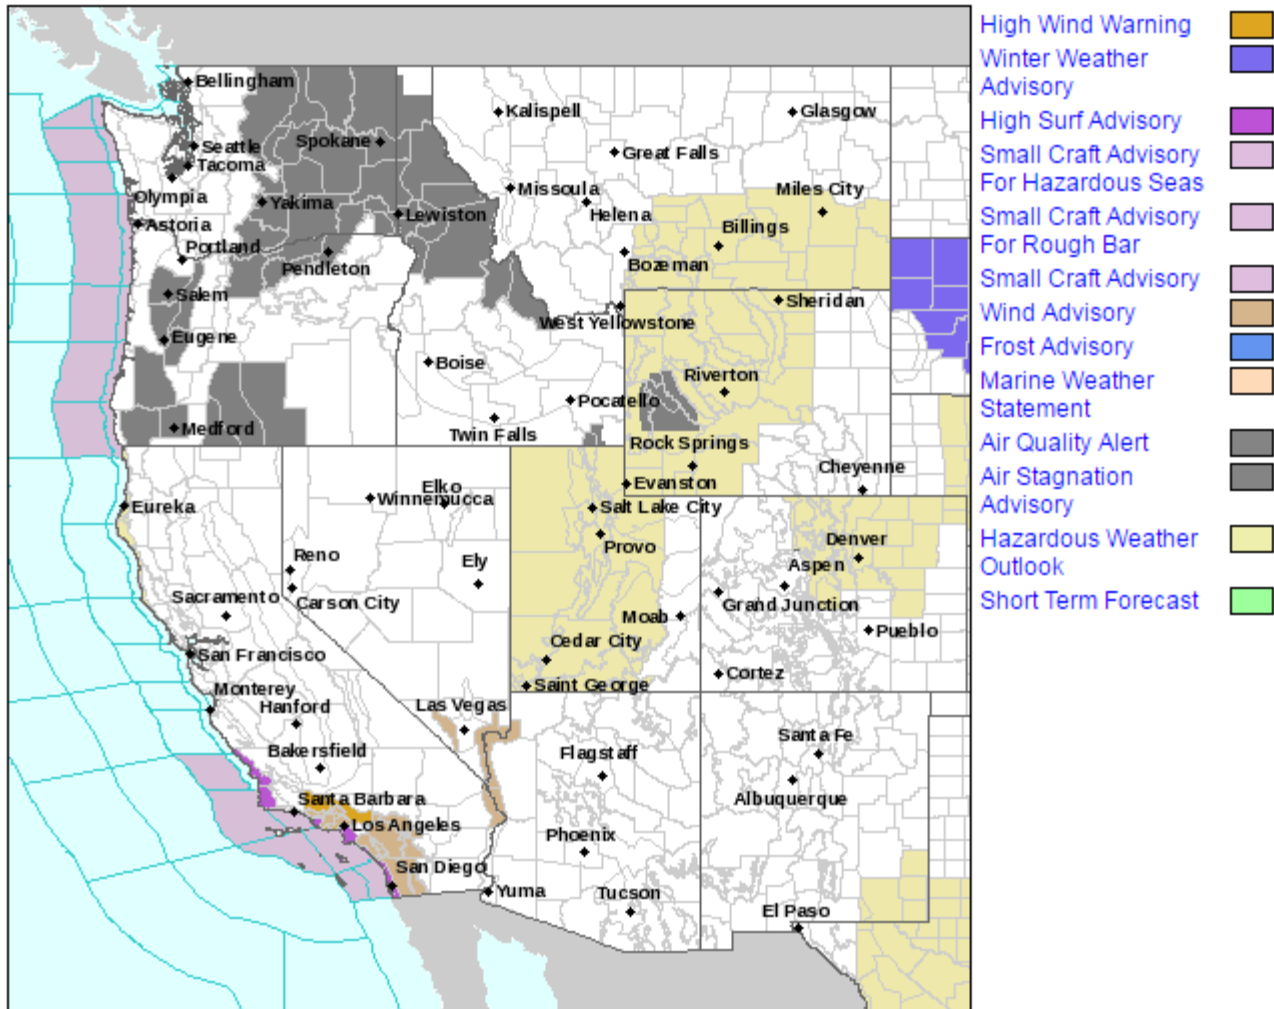 Bellingham
Kalispell
Glasgow
Seattle
Spokane
Great Falls
Tacoma
Missoula
Miles City
Olympia
Yakima
Lewiston
Helena
Astoria
Billings
Portland
Pendleton
Bozeman
Salem
Sheridan
West Yellowstone
Eugene
Boise
Riverton
Pocatello
Medford
Twin Falls
Rock Springs
Cheyenne
Elko
Evanston
Winnemucca
Eureka
Salt Lake City
Provo
Denver
Reno
Ely
Aspen
Sacramento
Carson City
Grand Junction
Moab
Pueblo
Cedar City
San Francisco
Cortez
Saint George
Monterey
Hanford
Las Vegas
Santa Fe
Bakersfield
Flagstaff
Santa Barbara
Albuquerque
Los Angeles
Phoenix
San Diego
Yuma
Tucson
El Paso
High Wind Warning
Winter Weather
Advisory
High Surf Advisory
Small Craft Advisory
For Hazardous Seas
Small Craft Advisory
For Rough Bar
Small Craft Advisory
Wind Advisory
Frost Advisory
Marine Weather
Statement
Air Quality Alert
Air Stagnation
Advisory
Hazardous Weather
Outlook
Short Term Forecast